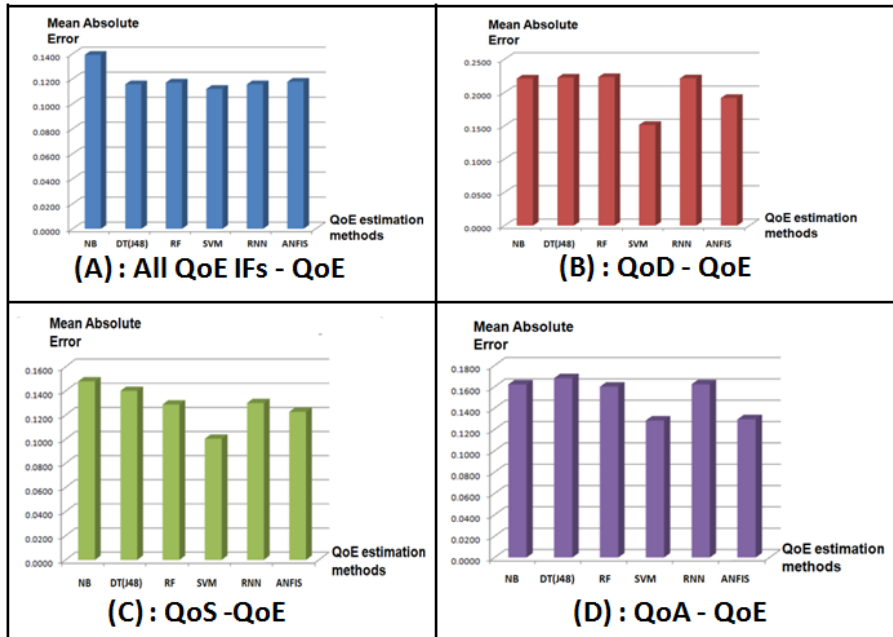 Mean Absolute
Error
0.1400
0.1200
0.1000
0.0800
0.0600
0.0400
0.0200
0.0000
NB DT(J48) RF SVM RNN ANFIS
QoE estimation
methods
(A) : All QoE IFs - QoE
Mean Absolute
Error
0.2500
0.2000
0.1500
0.1000
0.0500
0.0000
NB DT(J48) RF SVM RNN ANFIS
QoE estimation
methods
(B) : QoD - QoE
Mean Absolute
Error
0.1600
0.1400
0.1200
0.1000
0.0800
0.0600
0.0400
0.0200
0.0000
NB DT(J48) RF SVM RNN ANFIS
QoE estimation
methods
(C) : QoS -QoE
Mean Absolute
Error
0.1800
0.1600
0.1400
0.1200
0.1000
0.0800
0.0600
0.0400
0.0200
0.0000
NB DT(J48) RF SVM RNN ANFIS
QoE estimation
methods
(D) : QoA - QoE